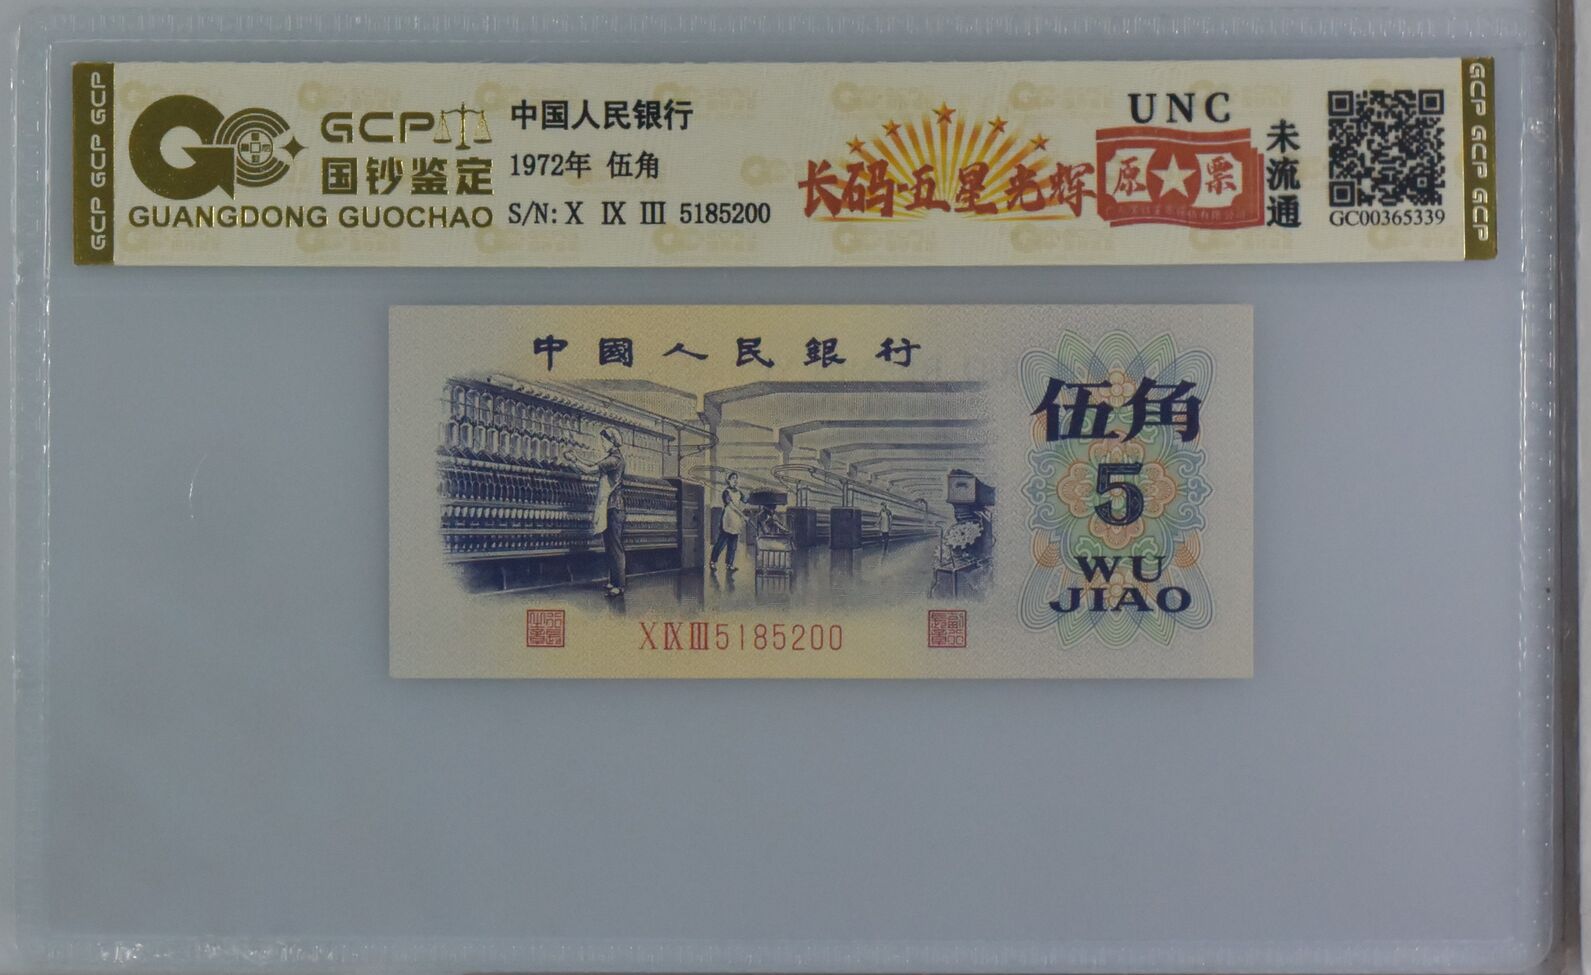 GCP GCP GCP
GCP
国钞鉴定
GUANGDONG GUOCHAO
中国人民银行
1972年 伍角
S/N: X IX III 5185200
长码·五星光辉
UNC
原★票
未流通
GC00365339
GCP GCP GCP
中國人民銀行
伍角
5
WU
JIAO
X IX III 5185200